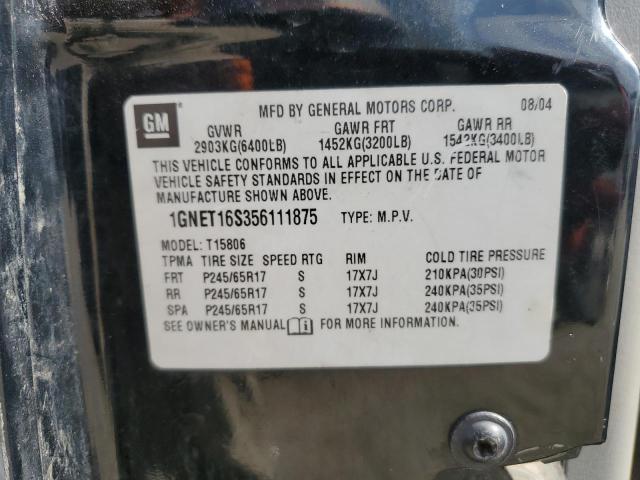 GM
MFD BY GENERAL MOTORS CORP. 08/04
GVWR GAWR FRT GAWR RR
2903KG(6400LB) 1452KG(3200LB) 1542KG(3400LB)
THIS VEHICLE CONFORMS TO ALL APPLICABLE U.S. FEDERAL MOTOR
VEHICLE SAFETY STANDARDS IN EFFECT ON THE DATE OF
MANUFACTURE SHOWN ABOVE.
1GNET16S356111875 TYPE: M.P.V.
MODEL: T15806
TPMA TIRE SIZE SPEED RTG RIM COLD TIRE PRESSURE
FRT P245/65R17 S 17X7J 210KPA(30PSI)
RR P245/65R17 S 17X7J 240KPA(35PSI)
SPA P245/65R17 S 17X7J 240KPA(35PSI)
SEE OWNER'S MANUAL FOR MORE INFORMATION.